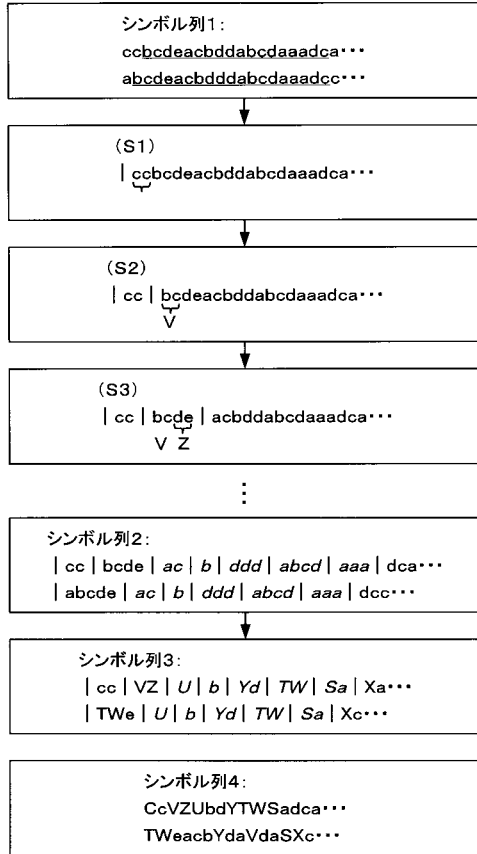 シンボル列1:
ccbcdeacbddabcdaaadca···
abcdeacbdddabcdaaadcc···
(S1)
| ccbcdeacbddabcdaaadca···
(S2)
| cc | bcdeacbddabcdaaadca···
V
(S3)
| cc | bcde | acbddabcdaaadca···
V Z
⋮
シンボル列2:
| cc | bcde | ac | b | ddd | abcd | aaa | dca···
| abcde | ac | b | ddd | abcd | aaa | dcc···
シンボル列3:
| cc | VZ | U | b | Yd | TW | Sa | Xa···
| TWe | U | b | Yd | TW | Sa | Xc···
シンボル列4:
CcVZUbdYTWSadca···
TWeacbYdaVdaSXc···